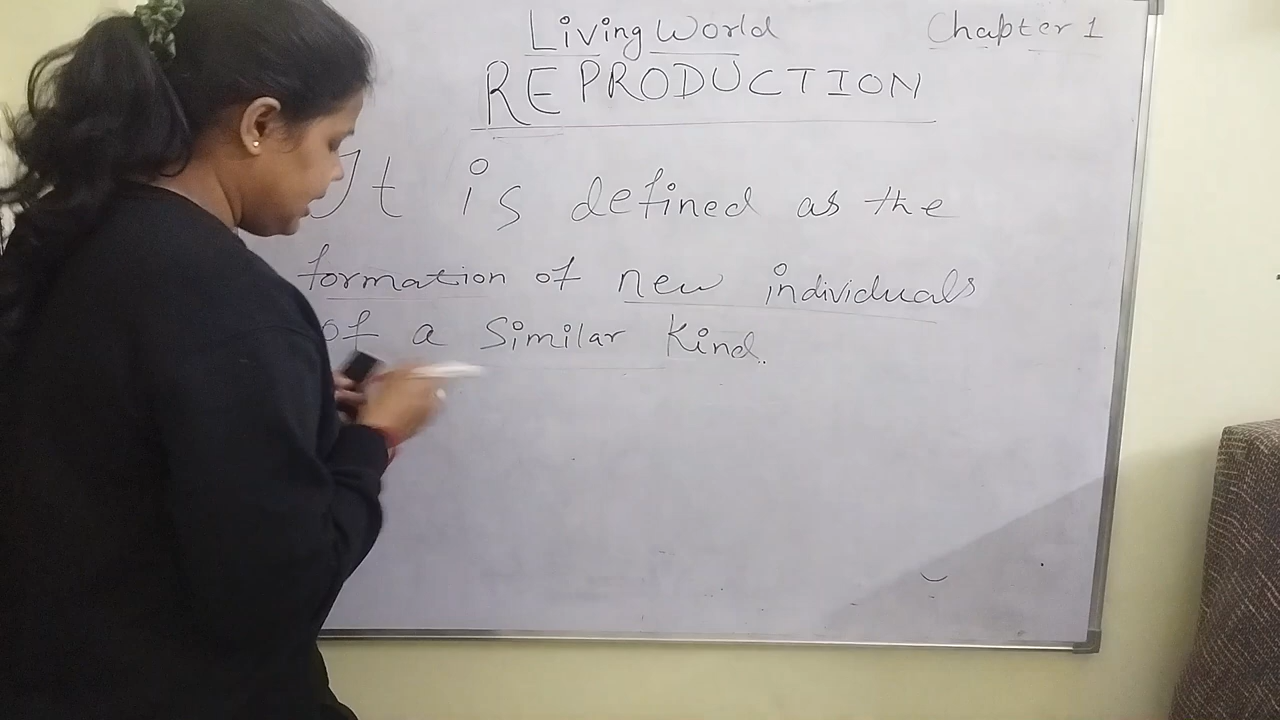 Living World
Chapter 1
REPRODUCTION
It is defined as the
formation of new individuals
of a Similar Kind.